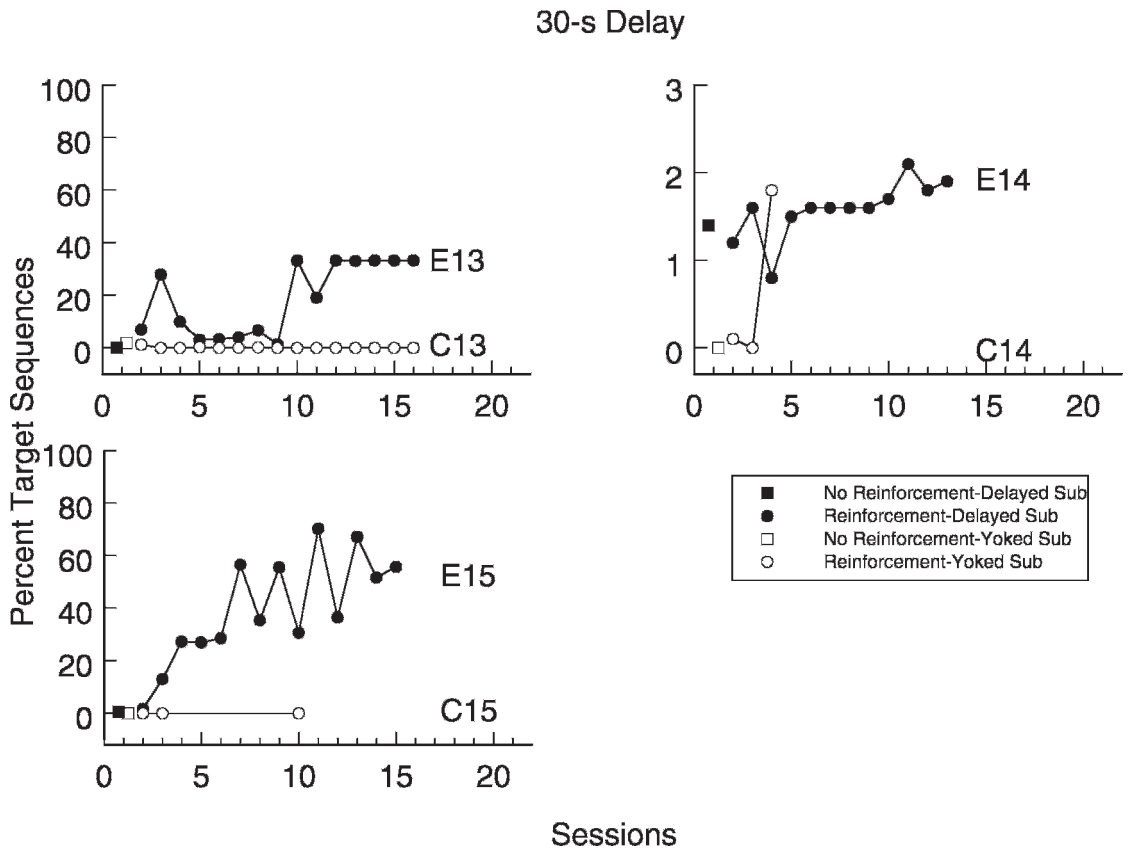 30-s Delay
100
80
60
40
20
0
E13
C13
0 5 10 15 20
3
2
1
0
E14
C14
0 5 10 15 20
Percent Target Sequences
100
80
60
40
20
0
E15
C15
0 5 10 15 20
No Reinforcement-Delayed Sub
Reinforcement-Delayed Sub
No Reinforcement-Yoked Sub
Reinforcement-Yoked Sub
Sessions